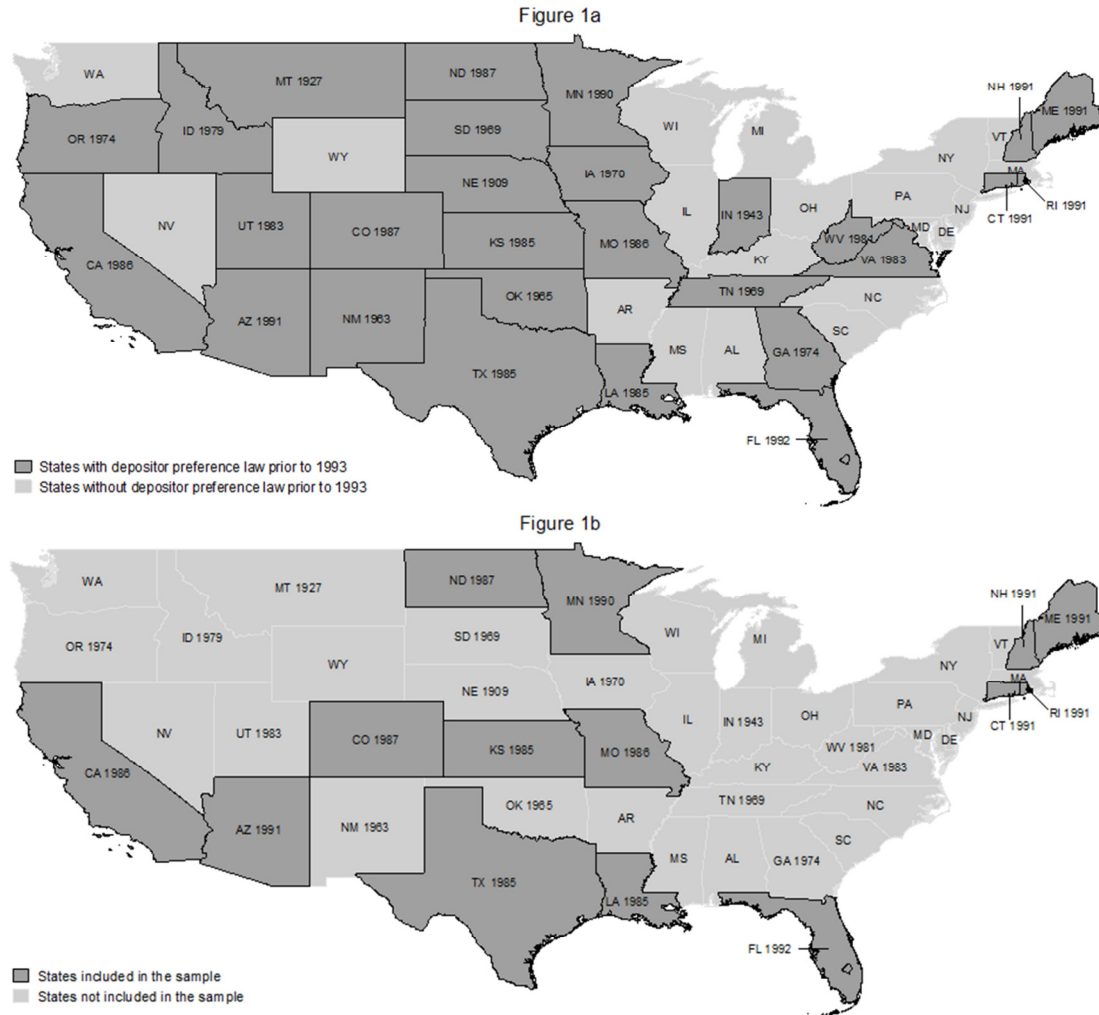 Figure 1a
WA
MT 1927
ND 1987
MN 1990
NH 1991
ME 1991
OR 1974
ID 1979
SD 1969
WI
MI
VT
NY
WY
MA
NE 1909
IA 1970
PA
RI 1991
NV
UT 1983
CO 1987
KS 1985
MO 1986
IL
IN 1943
OH
NJ
CT 1991
MD
DE
WV 1981
VA 1983
CA 1986
KY
AZ 1991
NM 1963
OK 1965
AR
TN 1969
NC
SC
MS
AL
GA 1974
TX 1985
LA 1985
FL 1992
States with depositor preference law prior to 1993
States without depositor preference law prior to 1993
Figure 1b
WA
MT 1927
ND 1987
MN 1990
NH 1991
ME 1991
OR 1974
ID 1979
SD 1969
WI
MI
VT
NY
WY
MA
NE 1909
IA 1970
PA
RI 1991
NV
UT 1983
CO 1987
KS 1985
MO 1986
IL
IN 1943
OH
NJ
CT 1991
MD
DE
WV 1981
VA 1983
CA 1986
KY
AZ 1991
NM 1963
OK 1965
AR
TN 1969
NC
SC
MS
AL
GA 1974
TX 1985
LA 1985
FL 1992
States included in the sample
States not included in the sample